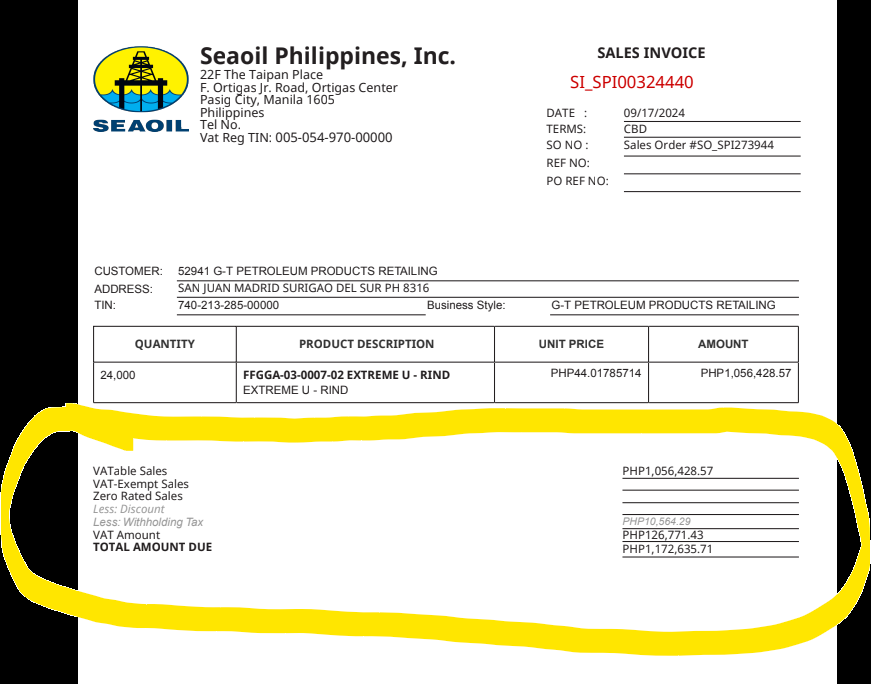 Seaoil Philippines, Inc.
22F The Taipan Place
F. Ortigas Jr. Road, Ortigas Center
Pasig City, Manila 1605
Philippines
Tel No.
Vat Reg TIN: 005-054-970-00000
SEAOIL
SALES INVOICE
SI_SPI00324440
DATE : 09/17/2024
TERMS: CBD
SO NO : Sales Order #SO_SPI273944
REF NO:
PO REF NO:
CUSTOMER: 52941 G-T PETROLEUM PRODUCTS RETAILING
ADDRESS: SAN JUAN MADRID SURIGAO DEL SUR PH 8316
TIN: 740-213-285-00000 Business Style: G-T PETROLEUM PRODUCTS RETAILING
QUANTITY PRODUCT DESCRIPTION UNIT PRICE AMOUNT
24,000 FFGGA-03-0007-02 EXTREME U - RIND PHP44.01785714 PHP1,056,428.57
EXTREME U - RIND
VATable Sales PHP1,056,428.57
VAT-Exempt Sales
Zero Rated Sales
Less: Discount
Less: Withholding Tax PHP10,564.29
VAT Amount PHP126,771.43
TOTAL AMOUNT DUE PHP1,172,635.71